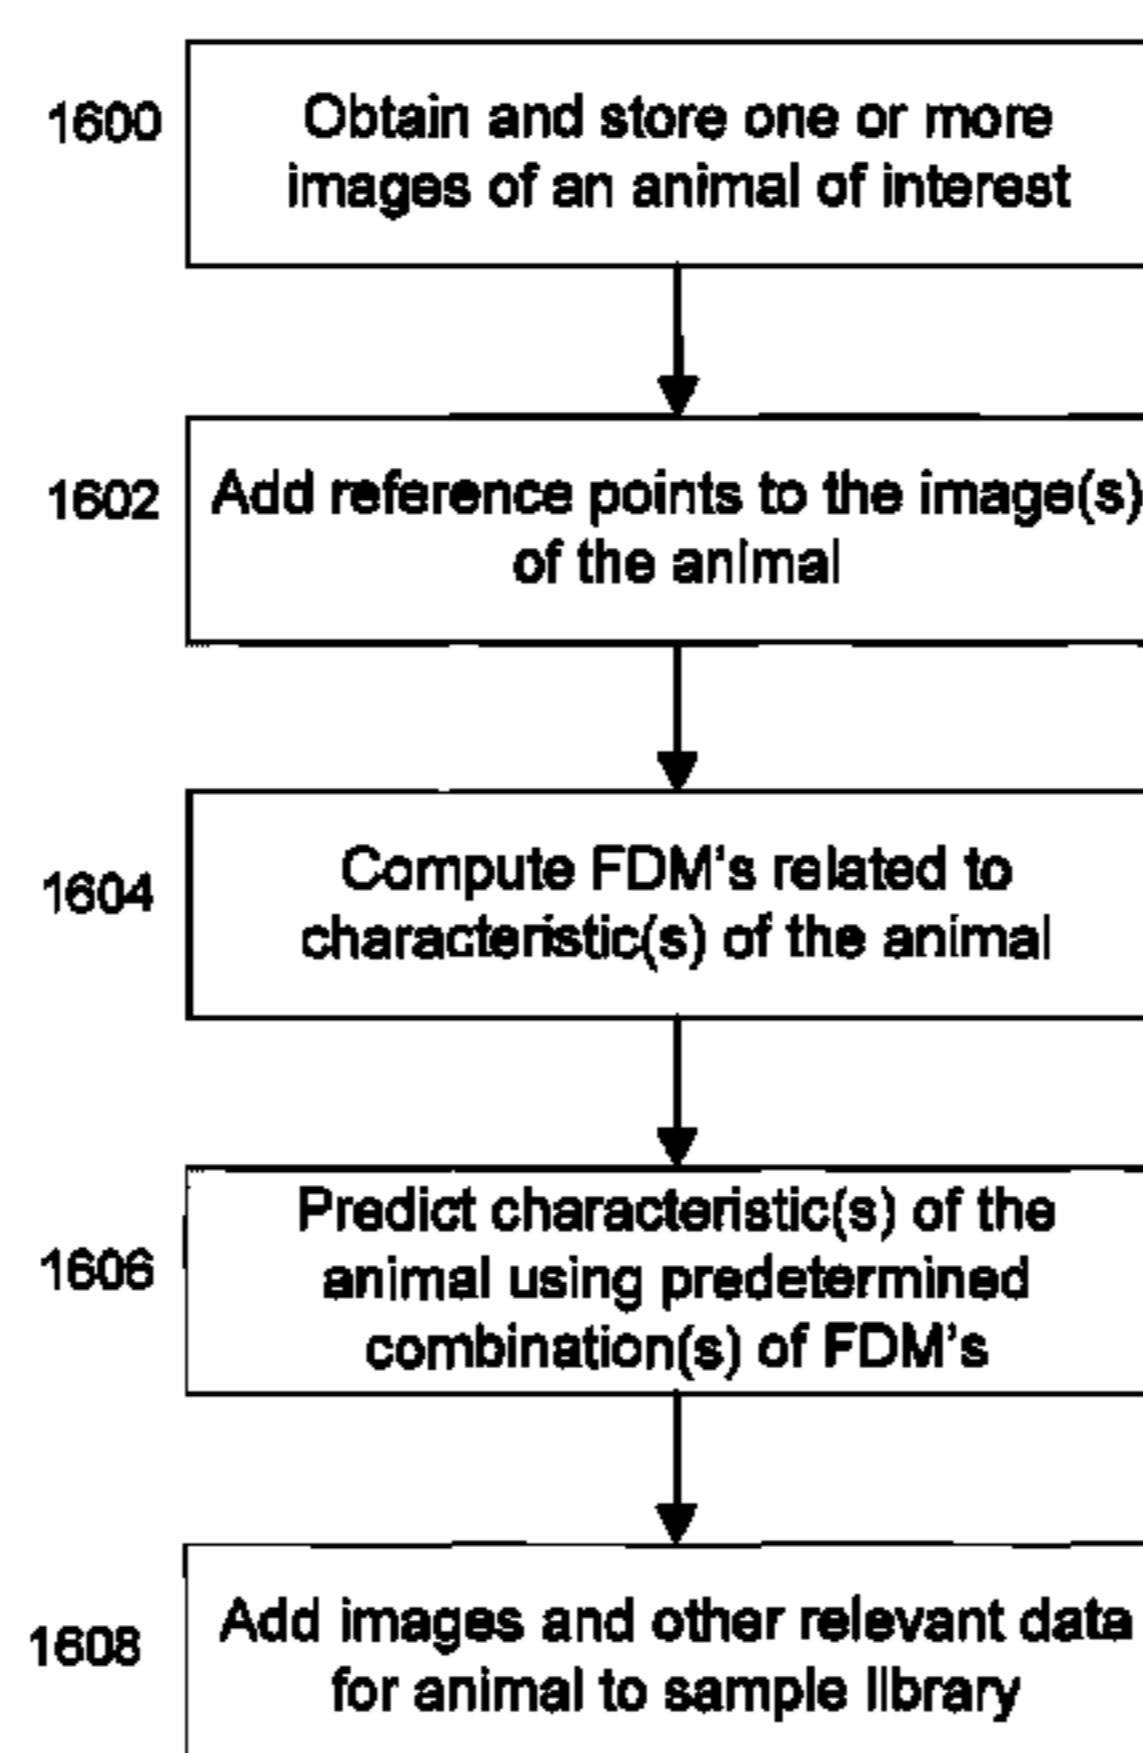 1600
Obtain and store one or more
images of an animal of interest
1602
Add reference points to the image(s)
of the animal
1604
Compute FDM's related to
characteristic(s) of the animal
1606
Predict characteristic(s) of the
animal using predetermined
combination(s) of FDM's
1608
Add images and other relevant data
for animal to sample library